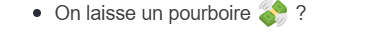 • On laisse un pourboire 💸 ?